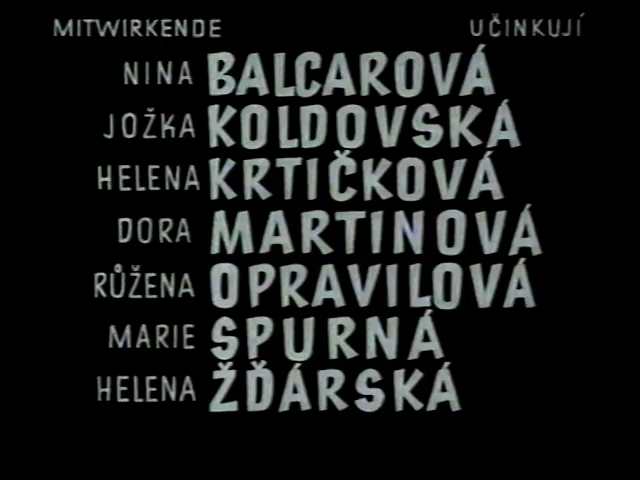 MITWIRKENDE UČINKUJÍ
NINA BALCAROVÁ
JOŽKA KOLDOVSKÁ
HELENA KRTIČKOVÁ
DORA MARTINOVÁ
RŮŽENA OPRAVILOVÁ
MARIE SPURNÁ
HELENA ŽĎÁRSKÁ